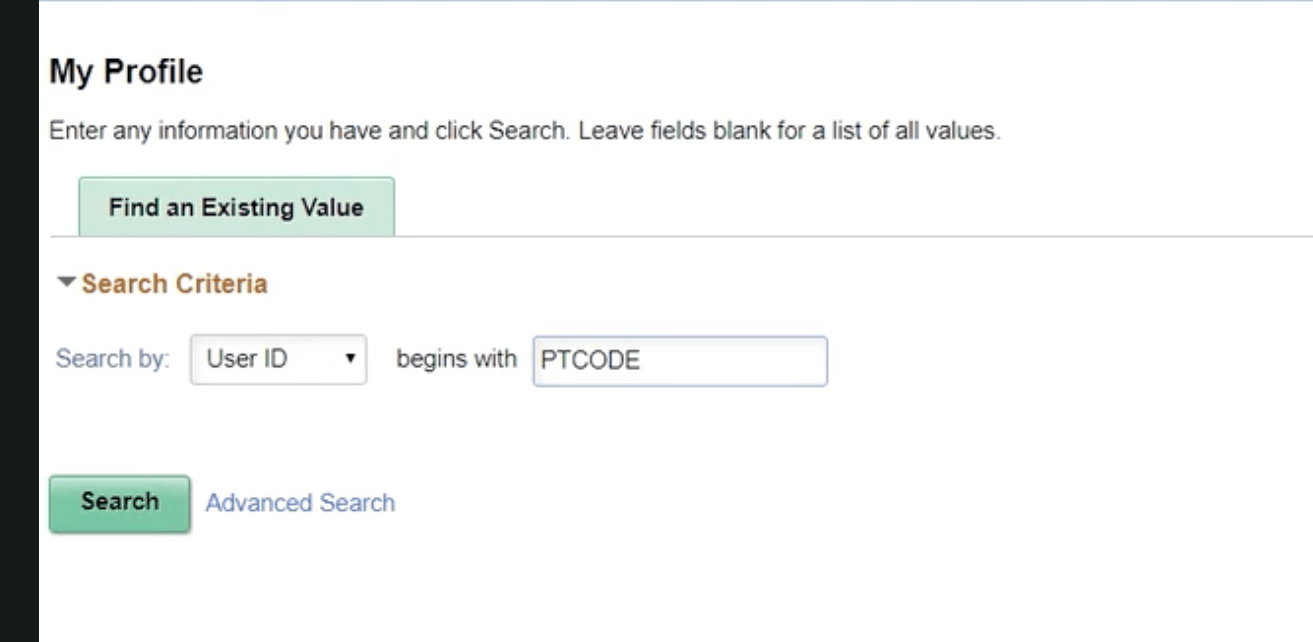 My Profile
Enter any information you have and click Search. Leave fields blank for a list of all values.
Find an Existing Value
Search Criteria
Search by: User ID begins with PTCODE
Search Advanced Search